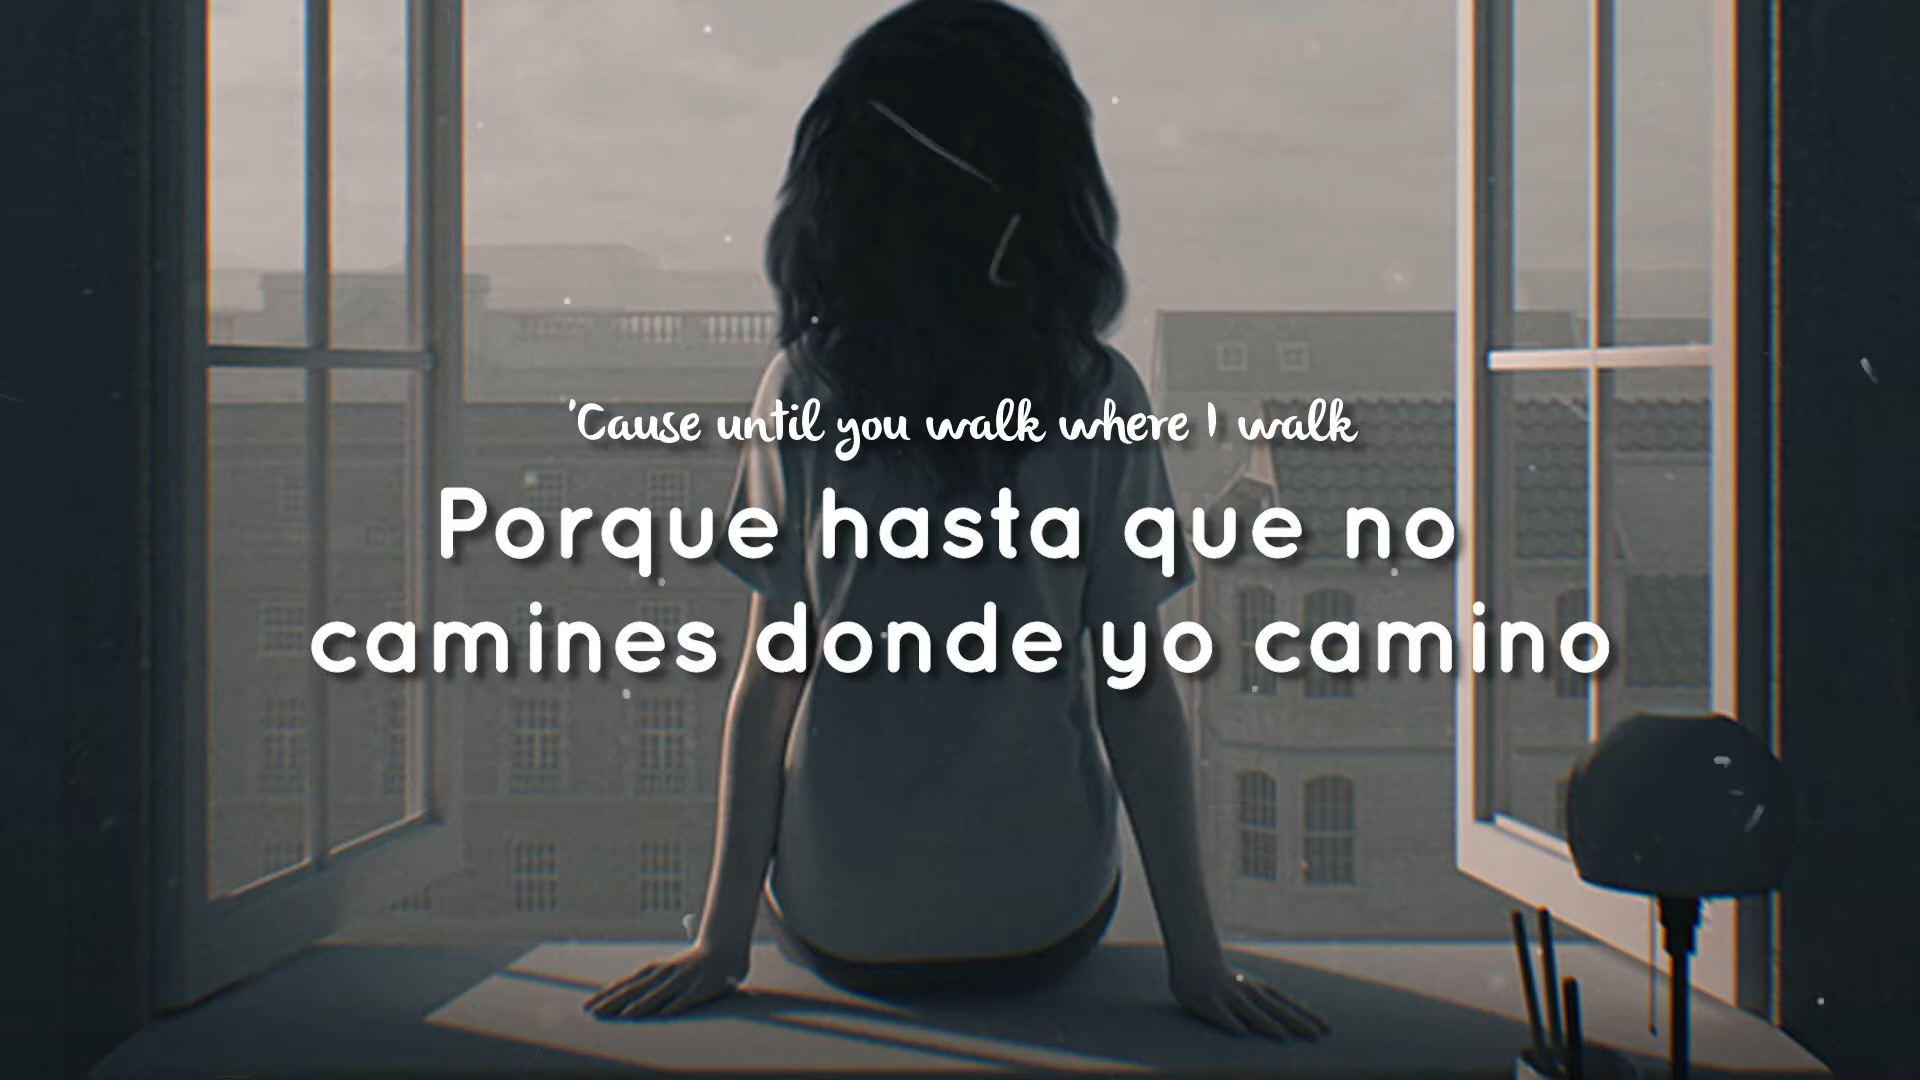 'Cause until you walk where I walk
Porque hasta que no
camines donde yo camino